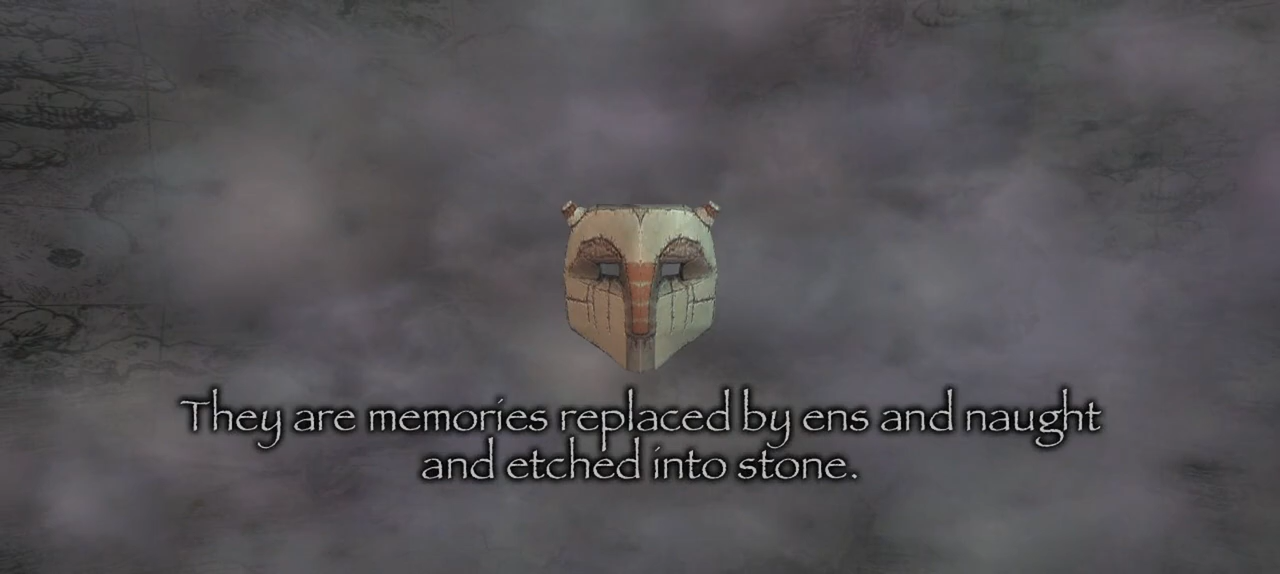 They are memories replaced by ens and naught
and etched into stone.